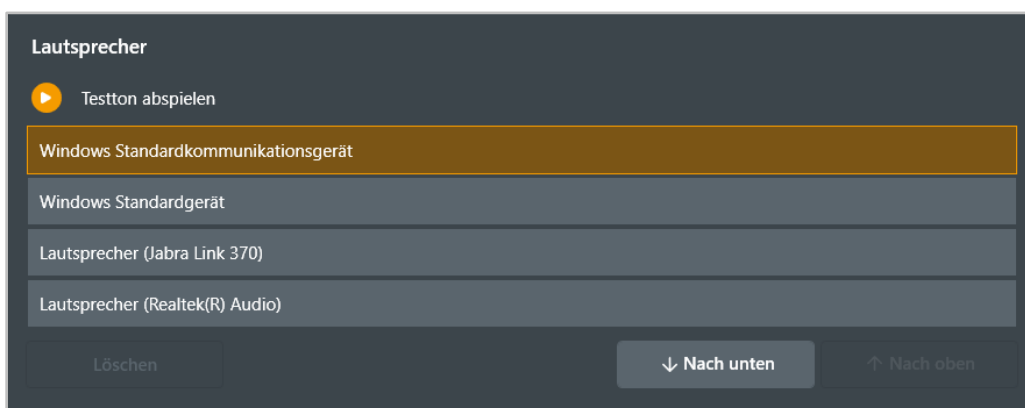 Lautsprecher
Testton abspielen
Windows Standardkommunikationsgerät
Windows Standardgerät
Lautsprecher (Jabra Link 370)
Lautsprecher (Realtek(R) Audio)
Löschen ↓ Nach unten ↑ Nach oben